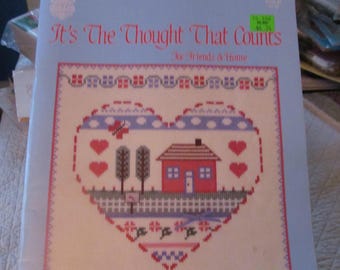 It's The Thought That Counts
For Friends & Home